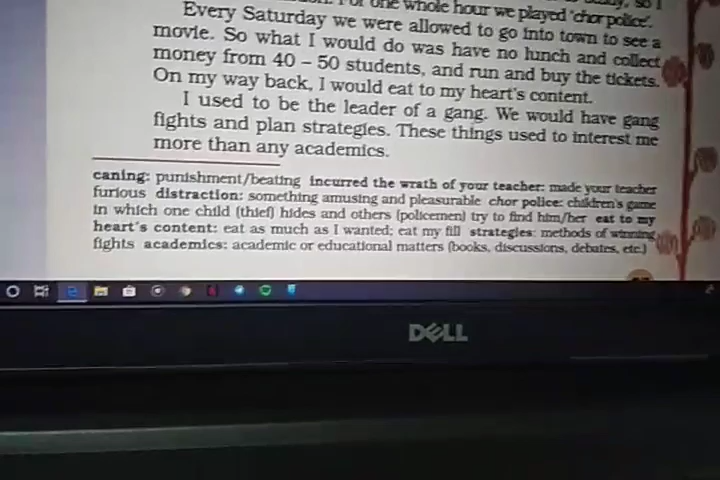 For one whole hour we played 'chor police'.
Every Saturday we were allowed to go into town to see a
movie. So what I would do was have no lunch and collect
money from 40 – 50 students, and run and buy the tickets.
On my way back, I would eat to my heart's content.
I used to be the leader of a gang. We would have gang
fights and plan strategies. These things used to interest me
more than any academics.
caning: punishment/beating incurred the wrath of your teacher: made your teacher
furious distraction: something amusing and pleasurable chor police: children's game
in which one child (thief) hides and others (policemen) try to find him/her eat to my
heart's content: eat as much as I wanted; eat my fill strategies: methods of winning
fights academics: academic or educational matters (books, discussions, debates, etc.)
DELL